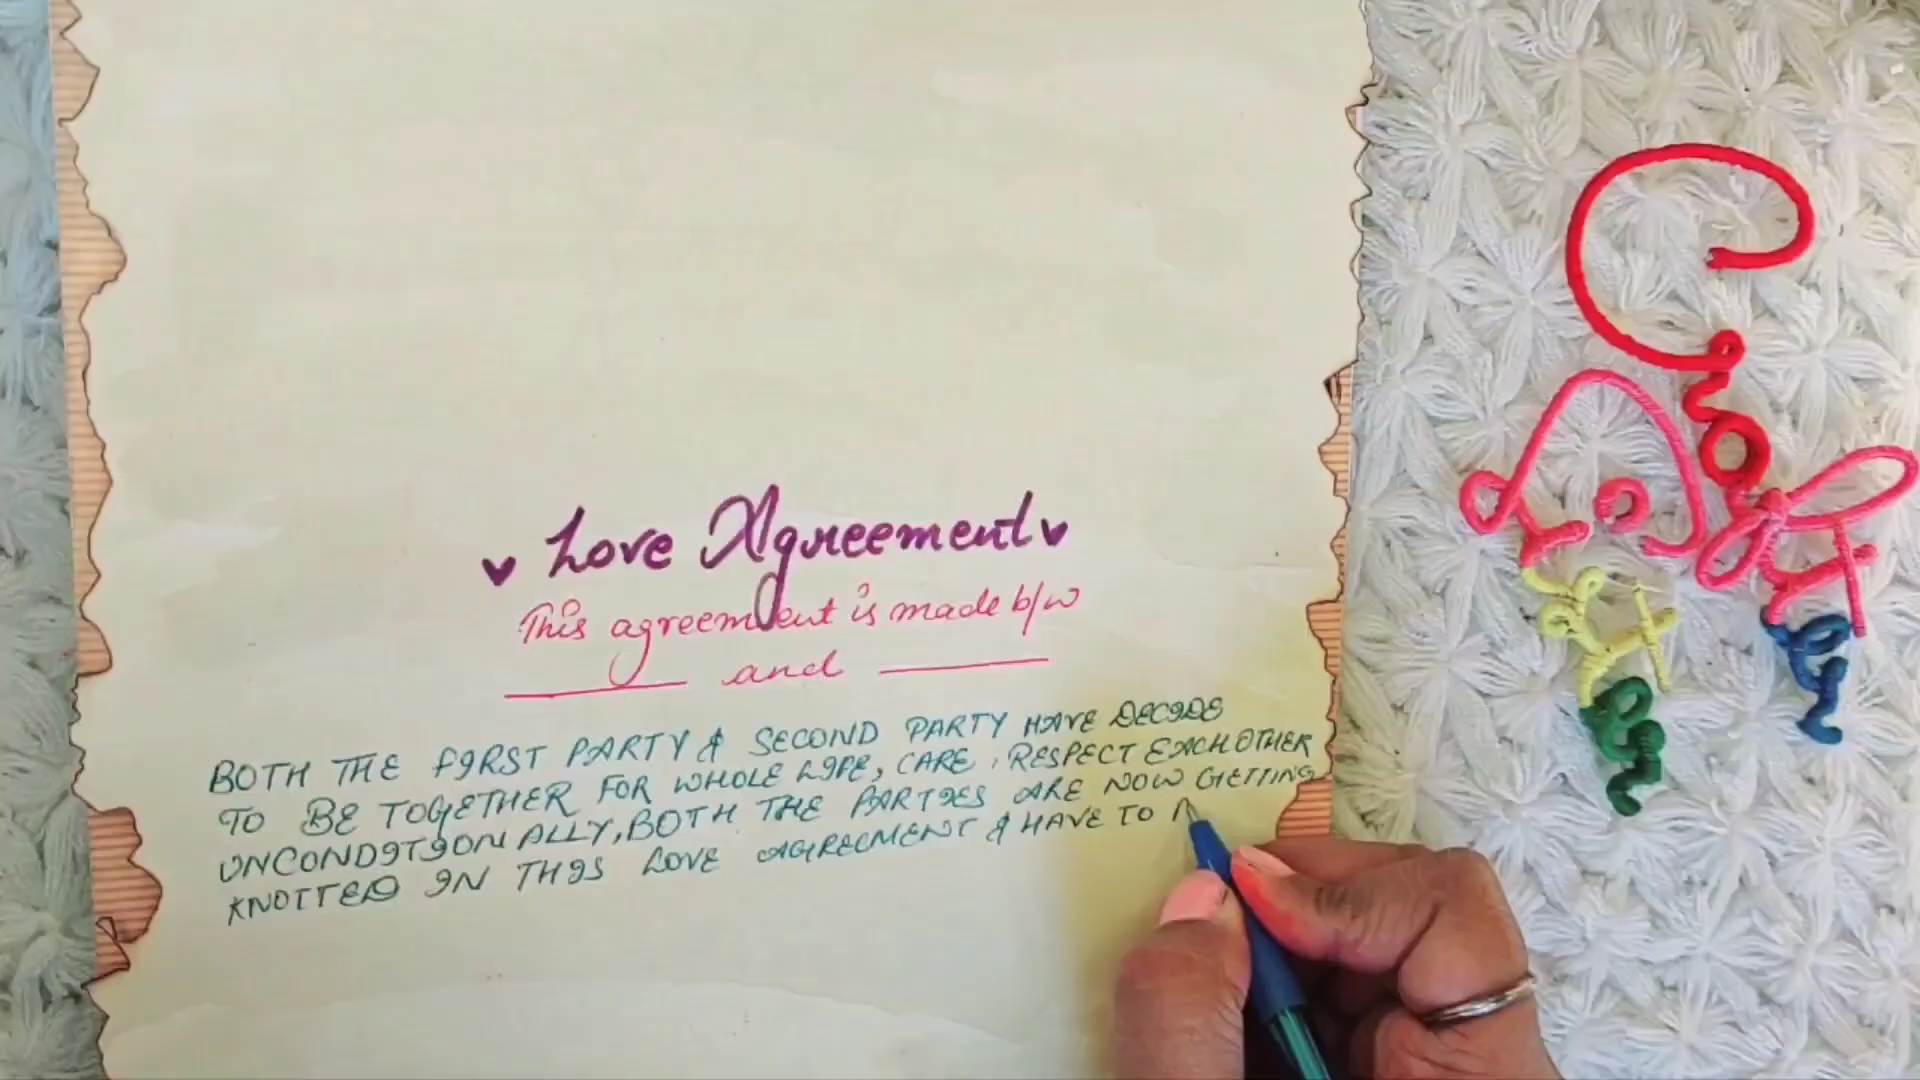 Love Agreement
This agreement is made b/w
and
BOTH THE FIRST PARTY & SECOND PARTY HAVE DECIDE
TO BE TOGETHER FOR WHOLE LIFE, CARE, RESPECT EACH OTHER
UNCONDITIONALLY, BOTH THE PARTIES ARE NOW GETTING
KNOTTED IN THIS LOVE AGREEMENT & HAVE TO